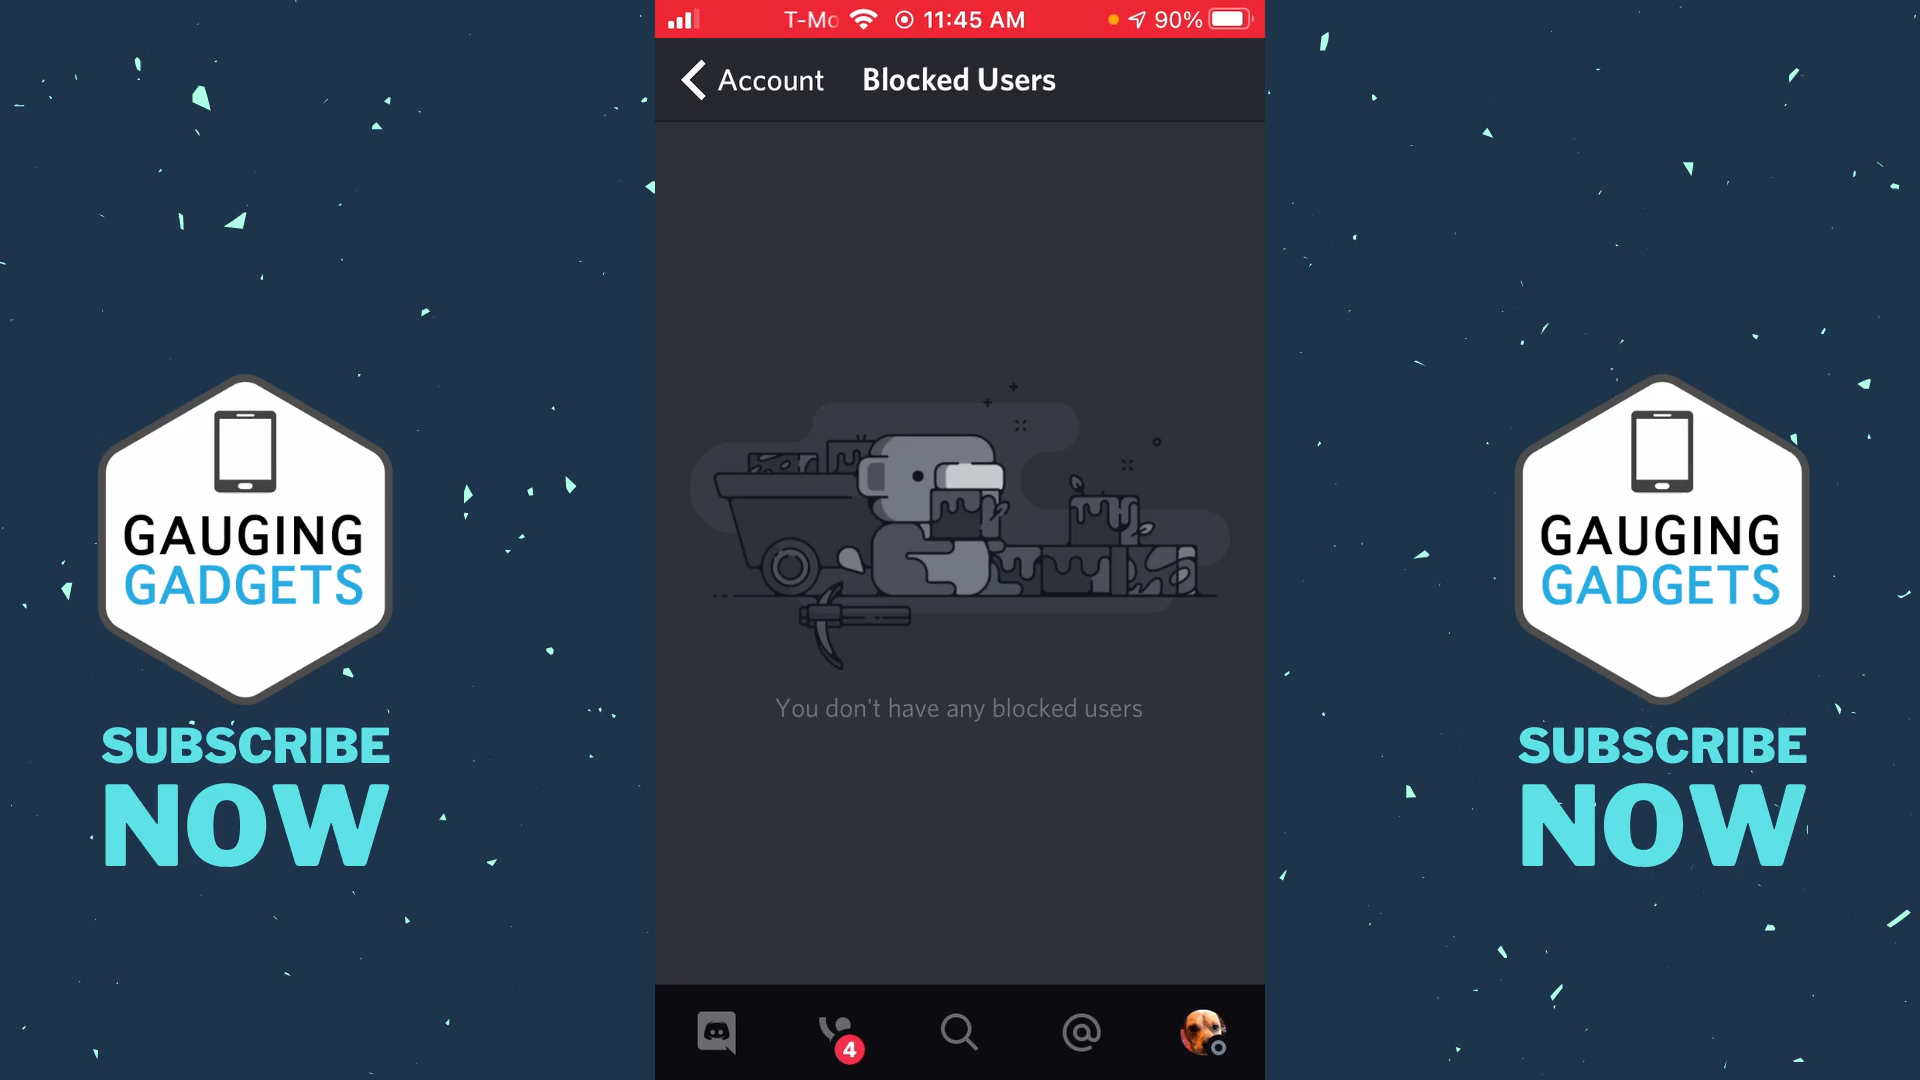 T-Mo 11:45 AM 90%
Account Blocked Users
GAUGING
GADGETS
SUBSCRIBE
NOW
You don't have any blocked users
4
GAUGING
GADGETS
SUBSCRIBE
NOW